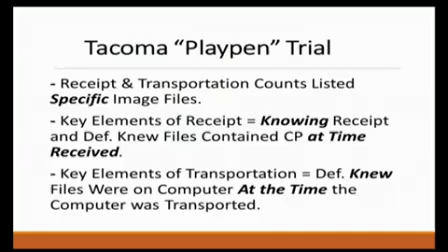 Tacoma “Playpen” Trial
- Receipt & Transportation Counts Listed
Specific Image Files.
- Key Elements of Receipt = Knowing Receipt
and Def. Knew Files Contained CP at Time
Received.
- Key Elements of Transportation = Def. Knew
Files Were on Computer At the Time the
Computer was Transported.